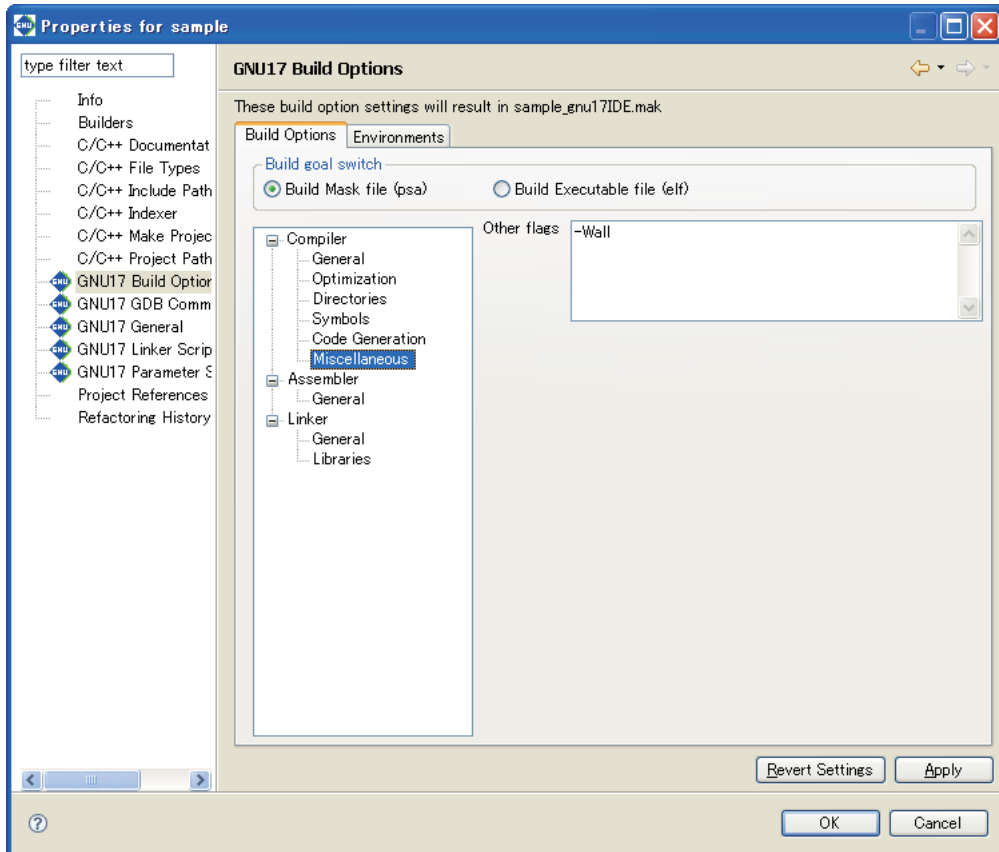 Properties for sample
type filter text
Info
Builders
C/C++ Documentat
C/C++ File Types
C/C++ Include Path
C/C++ Indexer
C/C++ Make Projec
C/C++ Project Path
GNU17 Build Option
GNU17 GDB Comm
GNU17 General
GNU17 Linker Scrip
GNU17 Parameter S
Project References
Refactoring History
GNU17 Build Options
These build option settings will result in sample_gnu17IDE.mak
Build Options Environments
Build goal switch
Build Mask file (psa) Build Executable file (elf)
Compiler
General
Optimization
Directories
Symbols
Code Generation
Miscellaneous
Assembler
General
Linker
General
Libraries
Other flags -Wall
Revert Settings Apply
? OK Cancel